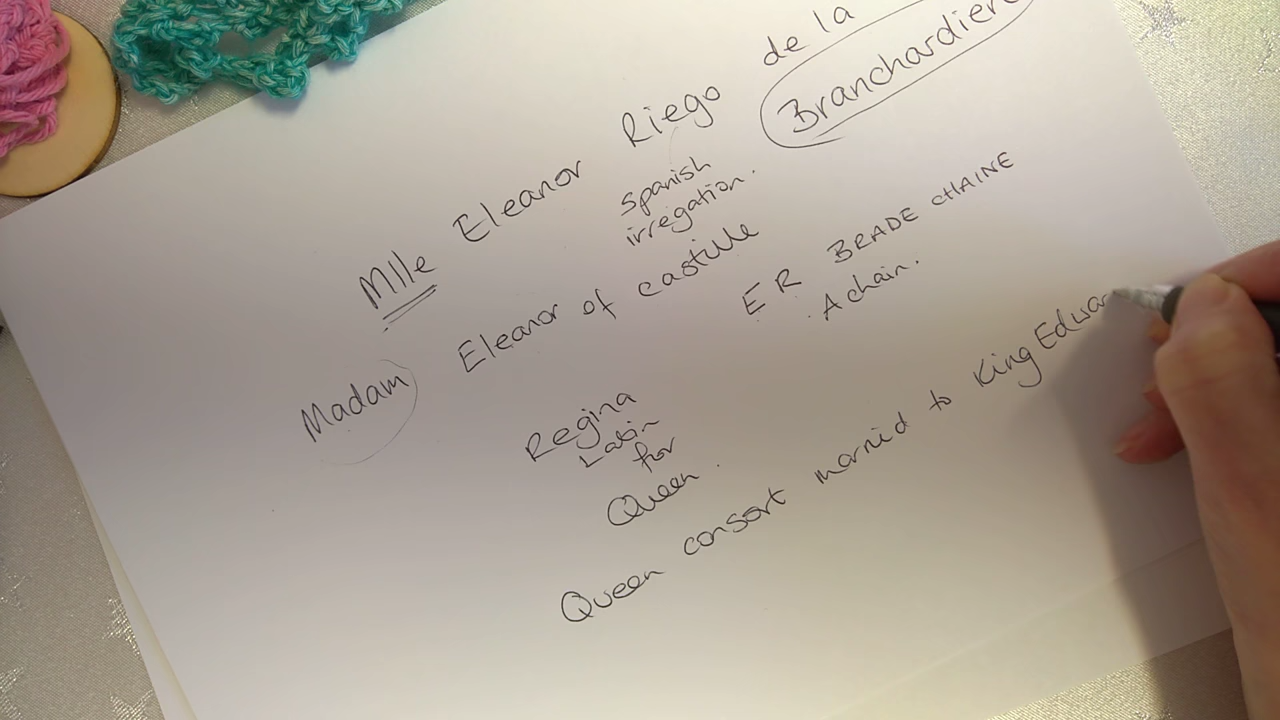 Mlle Eleanor Riego de la Branchardiere
Spanish
irregation.
Madam Eleanor of castille
ER BRADE CHAINE
A chain.
Regina
Latin
for
Queen.
Queen consort married to King Edwar